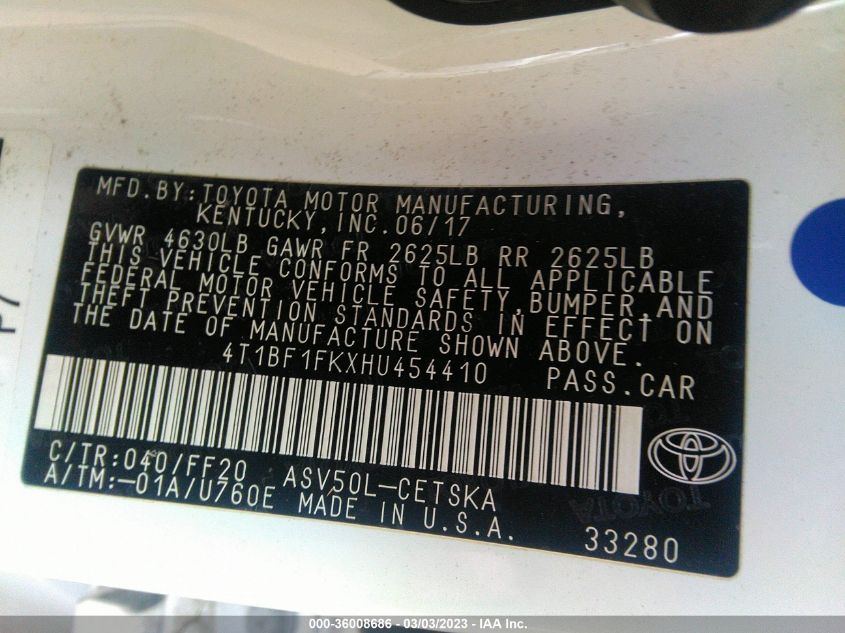 MFD.BY:TOYOTA MOTOR MANUFACTURING,
KENTUCKY,INC.06/17
GVWR 4630LB GAWR FR 2625LB RR 2625LB
THIS VEHICLE CONFORMS TO ALL APPLICABLE
FEDERAL MOTOR VEHICLE SAFETY,BUMPER,AND
THEFT PREVENTION STANDARDS IN EFFECT ON
THE DATE OF MANUFACTURE SHOWN ABOVE.
4T1BF1FKXHU454410 PASS.CAR
C/TR:040/FF20 ASV50L-CETSKA
A/TM:-01A/U760E MADE IN U.S.A.
TOYOTA
33280
000-36008686 - 03/03/2023 - IAA Inc.